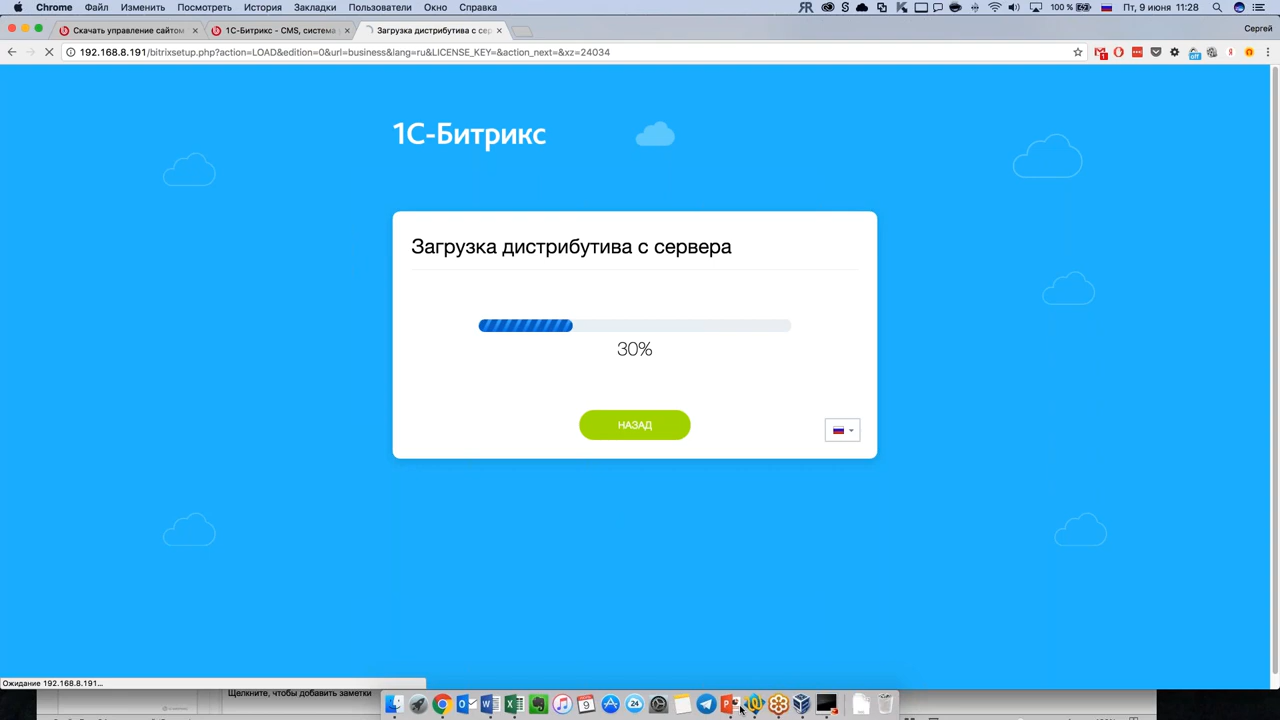 Chrome Файл Изменить Посмотреть История Закладки Пользователи Окно Справка 100 % Пт, 9 июня 11:28
Скачать управление сайтом 1С-Битрикс - CMS, система Загрузка дистрибутива с сер Сергей
192.168.8.191/bitrixsetup.php?action=LOAD&edition=0&url=business&lang=ru&LICENSE_KEY=&action_next=&xz=24034
1С-Битрикс
Загрузка дистрибутива с сервера
30%
НАЗАД
Ожидание 192.168.8.191...
Щелкните, чтобы добавить заметки